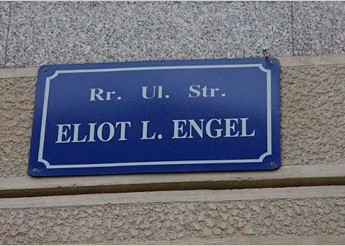 Rr. Ul. Str.
ELIOT L. ENGEL